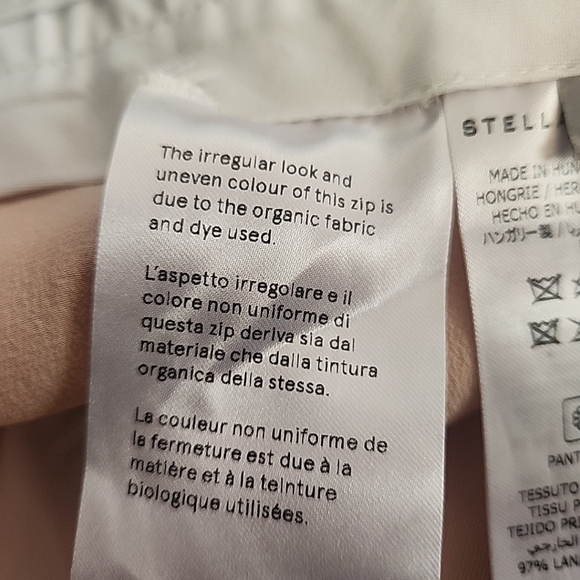 The irregular look and
uneven colour of this zip is
due to the organic fabric
and dye used.
L'aspetto irregolare e il
colore non uniforme di
questa zip deriva sia dal
materiale che dalla tintura
organica della stessa.
La couleur non uniforme de
la fermeture est due à la
matière et à la teinture
biologique utilisées.
STELLA
MADE IN HUN
HONGRIE / HER
HECHO EN HU
ハンガリー製 /
PANT
TESSUTO
TISSU P
TEJIDO PRI
الخارجي
97% LAN